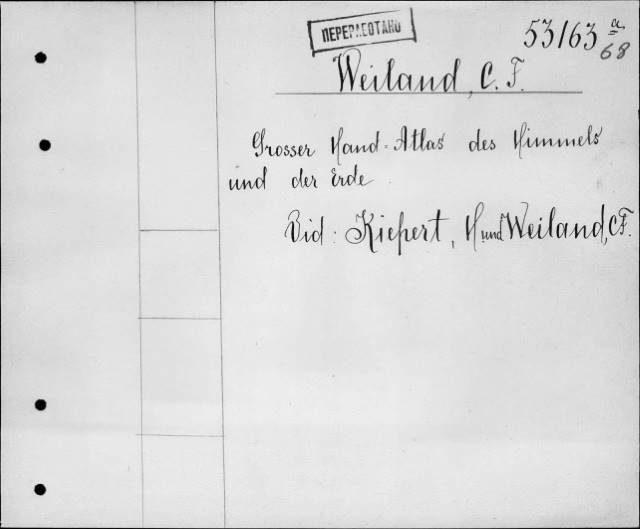 ПЕРЕРАБОТАНО
53163 a
68
Weiland, C. F.
Grosser Hand-Atlas des Himmels
und der Erde
Vid: Kiepert, H und Weiland, C F.